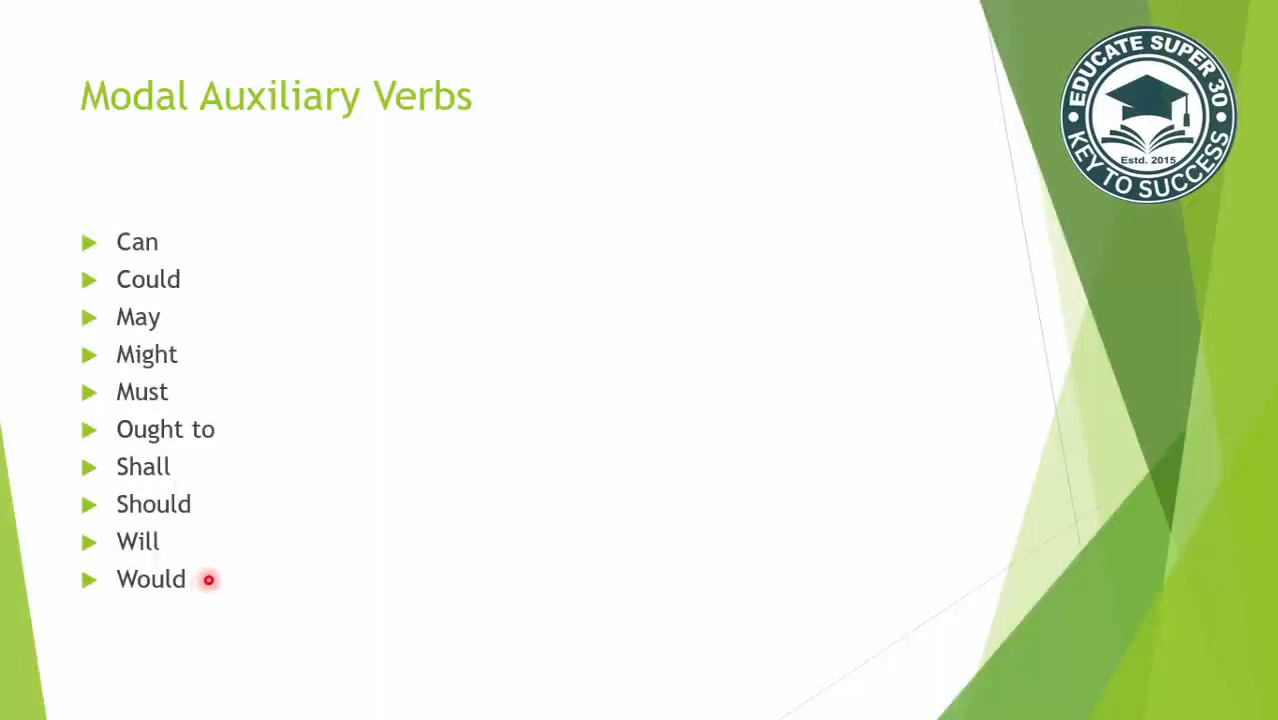 Modal Auxiliary Verbs
EDUCATE SUPER 30
Estd. 2015
KEY TO SUCCESS
Can
Could
May
Might
Must
Ought to
Shall
Should
Will
Would